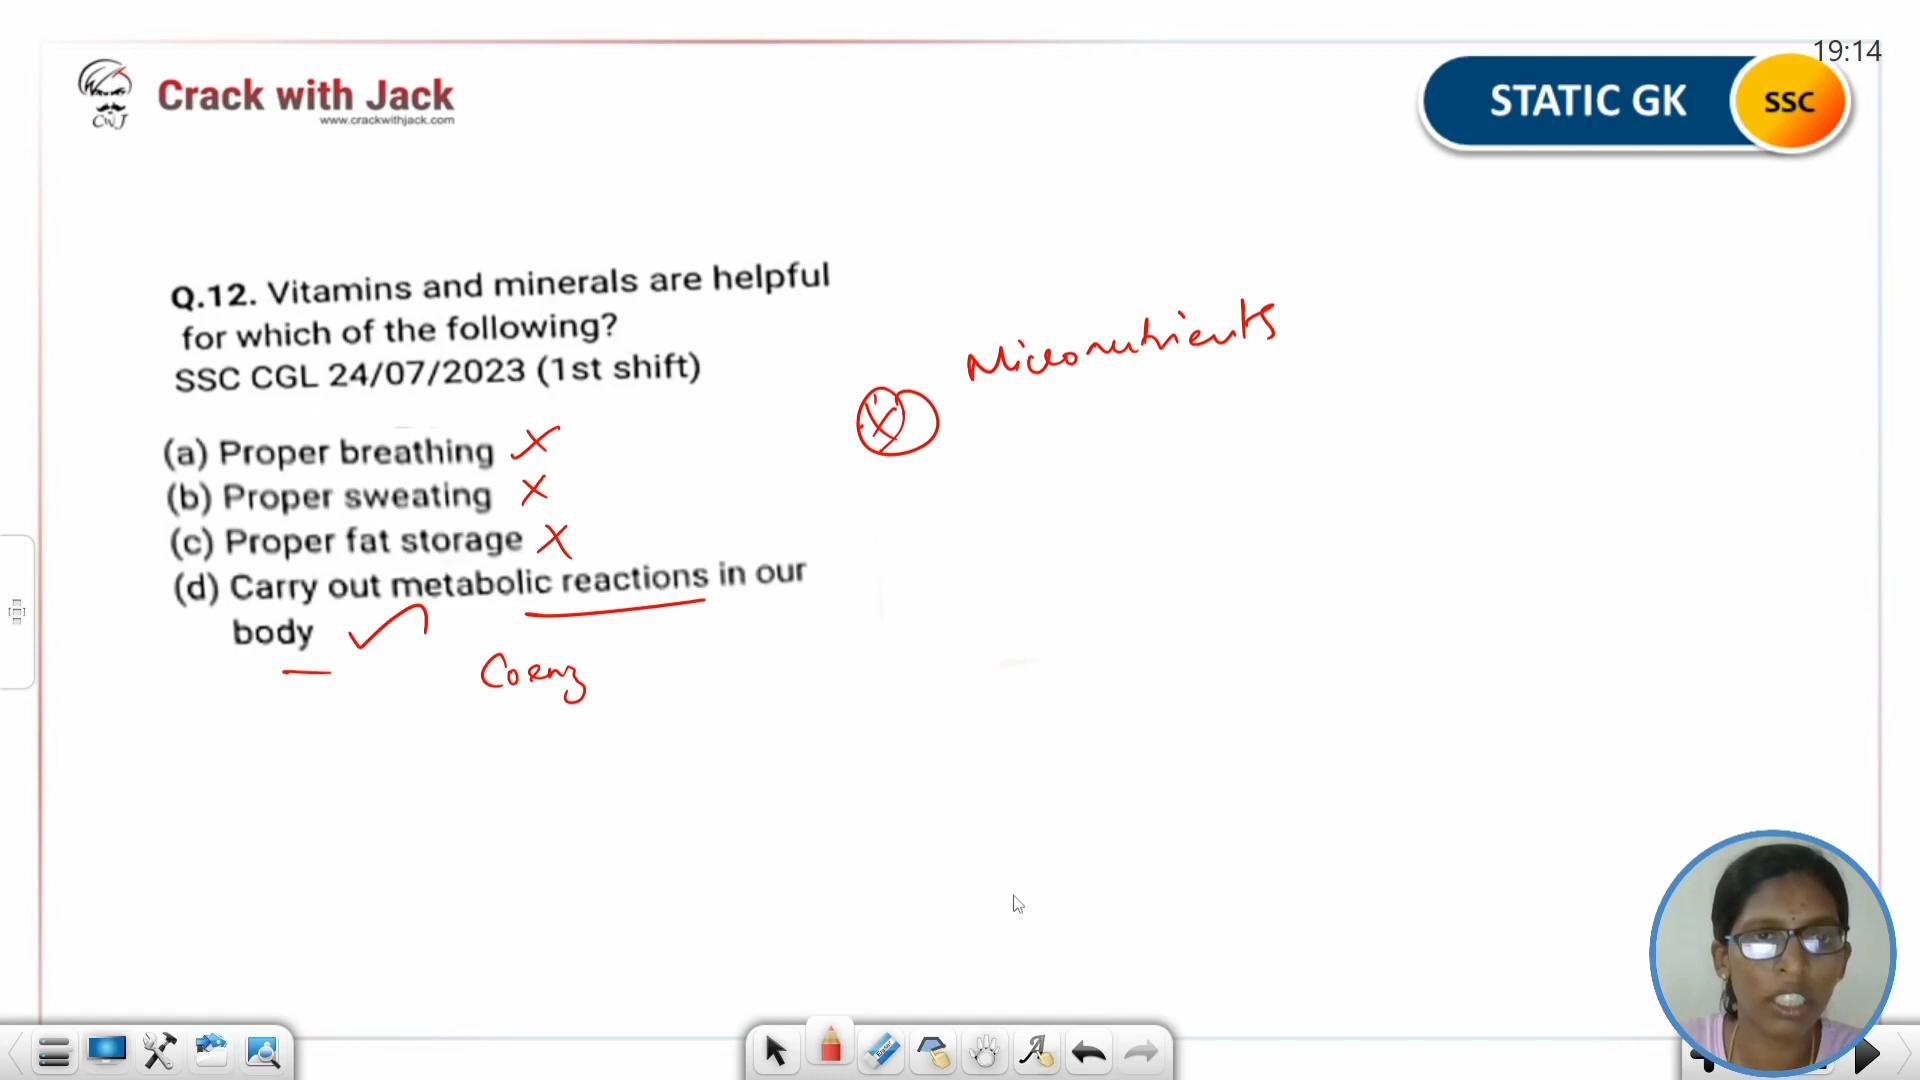 19:14
Crack with Jack
www.crackwithjack.com
CWJ
STATIC GK
SSC
Q.12. Vitamins and minerals are helpful
for which of the following?
SSC CGL 24/07/2023 (1st shift)
Micronutrients
(a) Proper breathing
(b) Proper sweating
(c) Proper fat storage
(d) Carry out metabolic reactions in our
body
Coenz